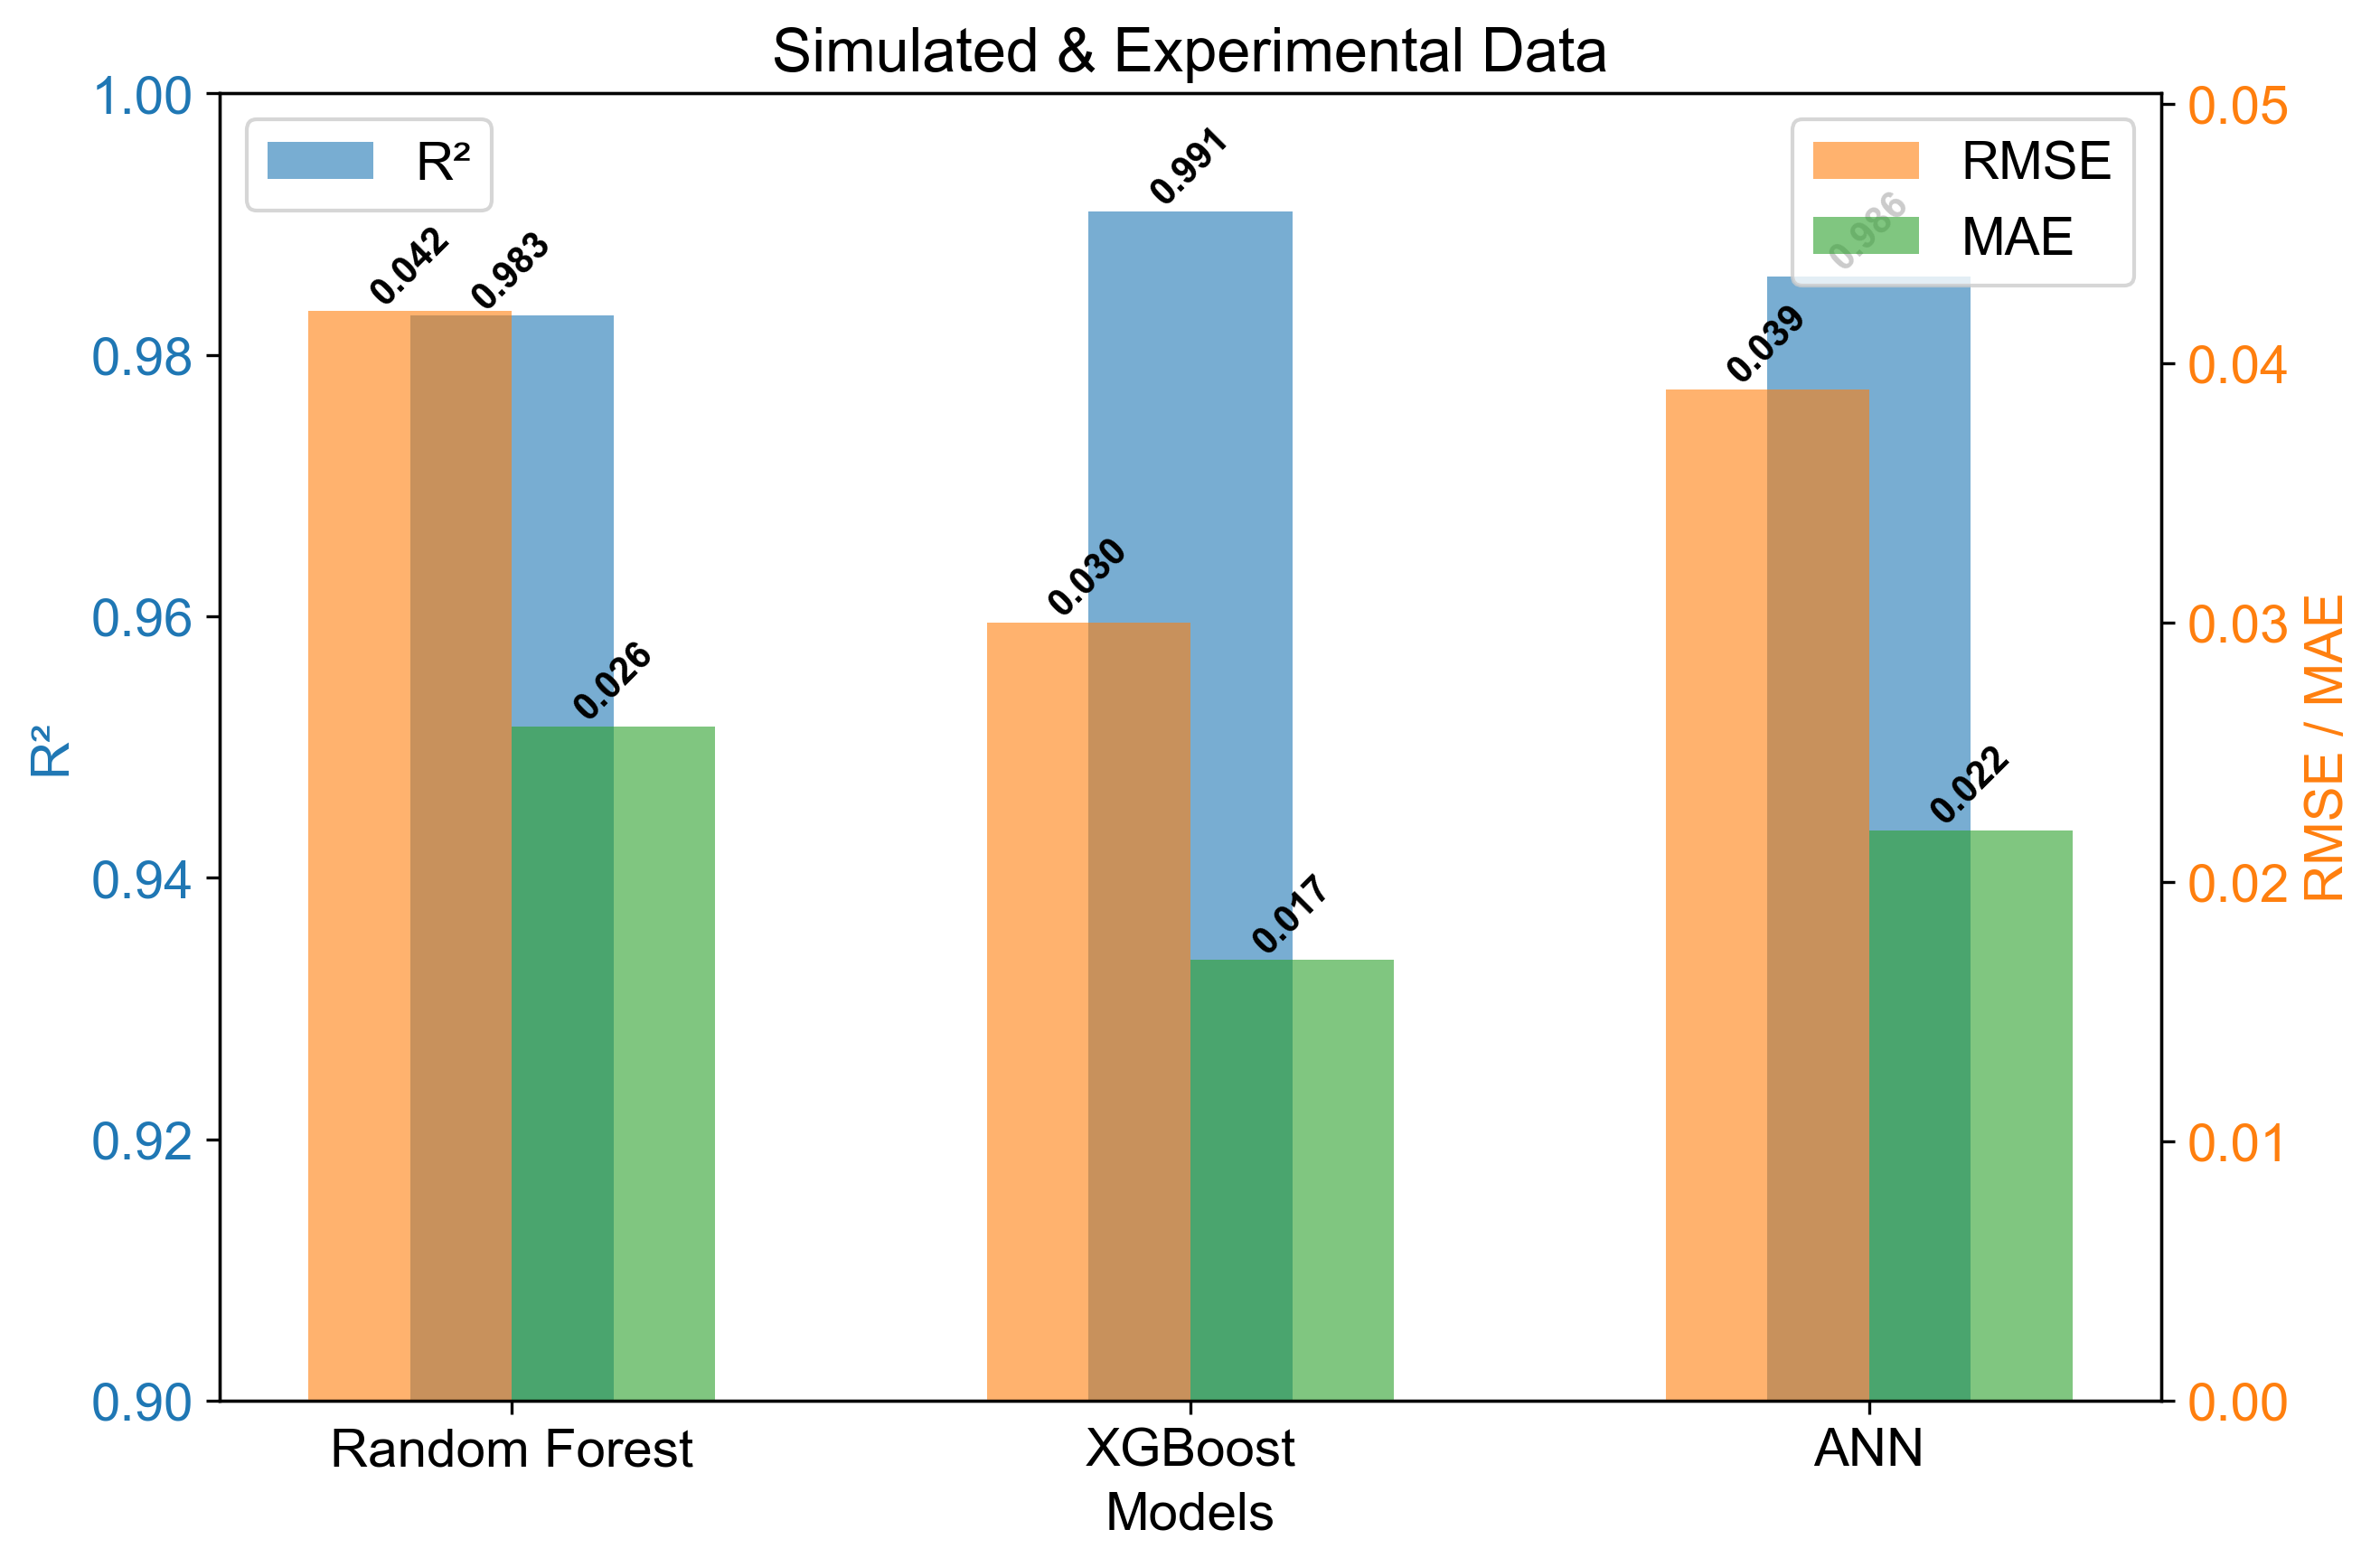 Simulated & Experimental Data
1.00
0.98
0.96
0.94
0.92
0.90
R²
R²
RMSE
MAE
0.042
0.983
0.026
0.991
0.030
0.017
0.986
0.039
0.022
0.05
0.04
0.03
0.02
0.01
0.00
RMSE / MAE
Random Forest
XGBoost
ANN
Models